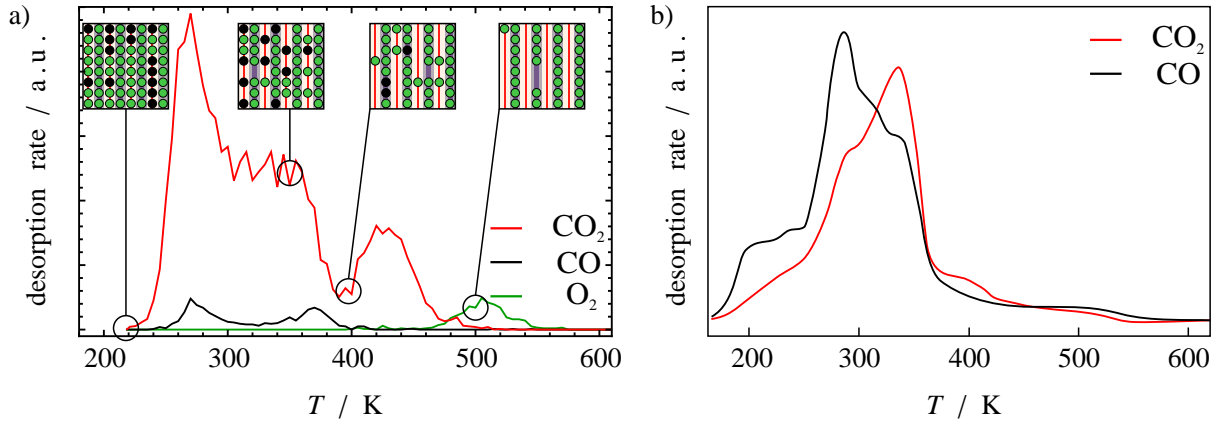 a)
desorption rate / a.u.
CO₂
CO
O₂
200 300 400 500 600
T / K
b)
desorption rate / a.u.
CO₂
CO
200 300 400 500 600
T / K